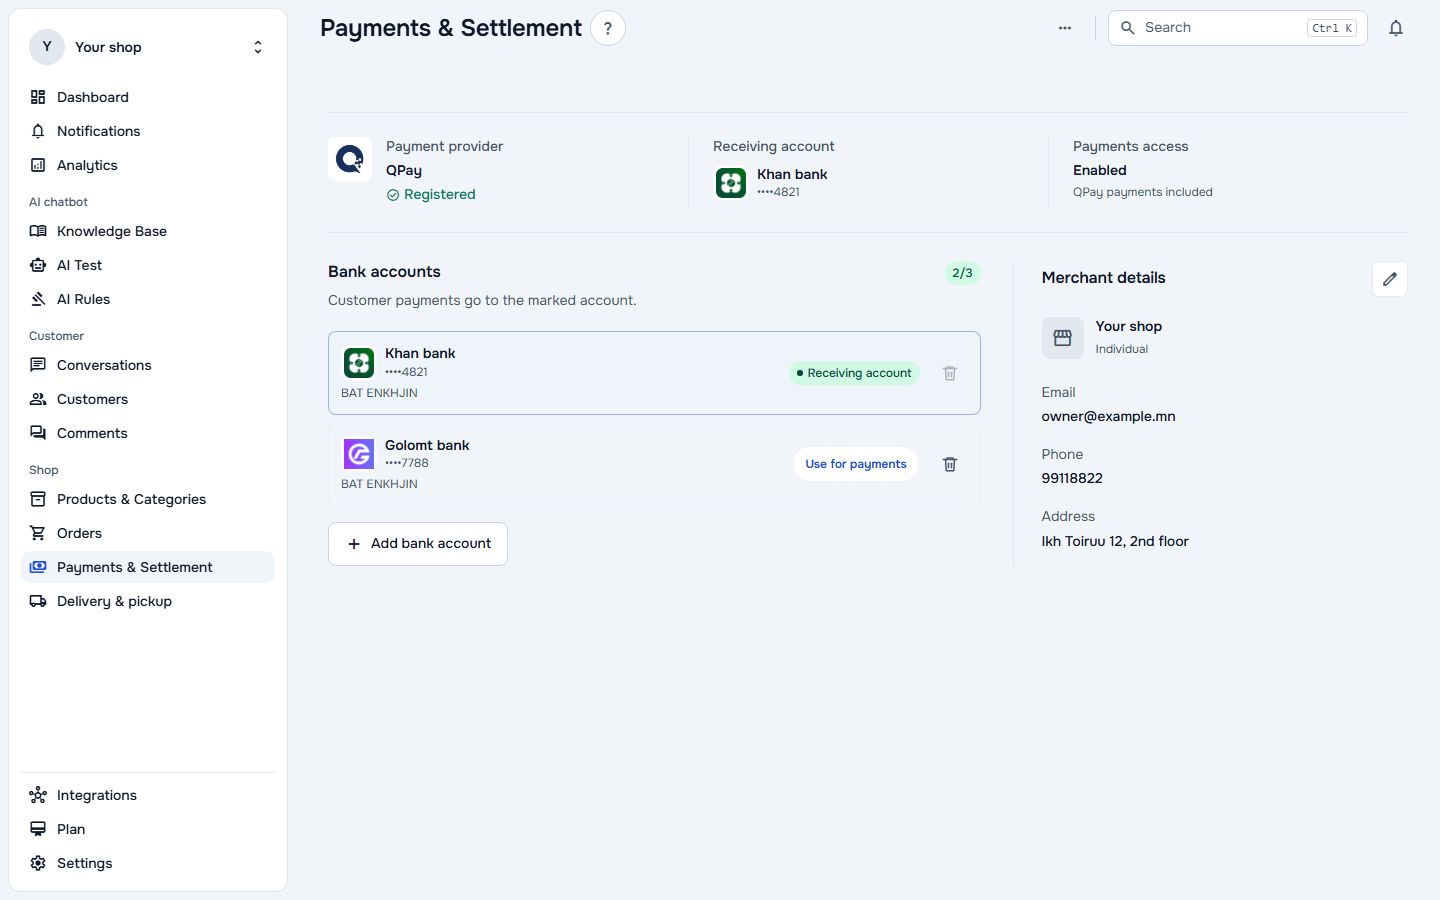 Y
Your shop
Dashboard
Notifications
Analytics
AI chatbot
Knowledge Base
AI Test
AI Rules
Customer
Conversations
Customers
Comments
Shop
Products & Categories
Orders
Payments & Settlement
Delivery & pickup
Integrations
Plan
Settings
Payments & Settlement
?
Search
Ctrl K
Payment provider
QPay
Registered
Receiving account
Khan bank
••••4821
Payments access
Enabled
QPay payments included
Bank accounts
2/3
Customer payments go to the marked account.
Khan bank
••••4821
BAT ENKHJIN
Receiving account
Golomt bank
••••7788
BAT ENKHJIN
Use for payments
Add bank account
Merchant details
Your shop
Individual
Email
owner@example.mn
Phone
99118822
Address
Ikh Toiruu 12, 2nd floor